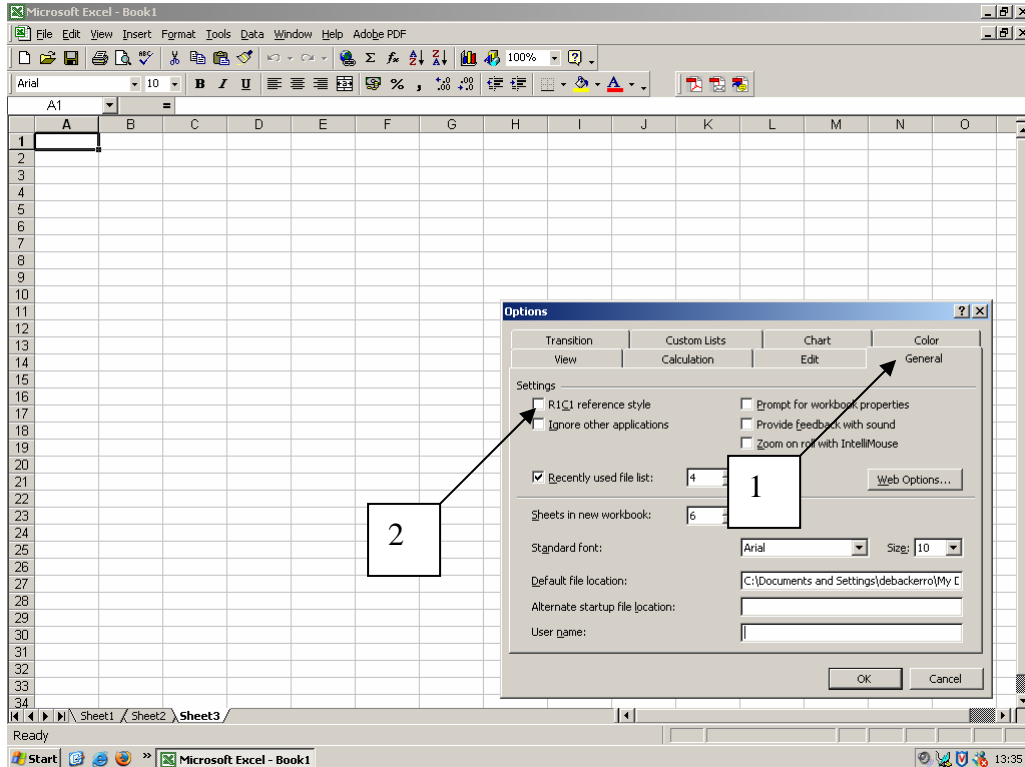 Microsoft Excel - Book1
File Edit View Insert Format Tools Data Window Help Adobe PDF
100%
Arial 10 B I U
A1 =
A B C D E F G H I J K L M N O
1
2
3
4
5
6
7
8
9
10
11
12
13
14
15
16
17
18
19
20
21
22
23
24
25
26
27
28
29
30
31
32
33
34
Options
Transition Custom Lists Chart Color
View Calculation Edit General
Settings
R1C1 reference style Prompt for workbook properties
Ignore other applications Provide feedback with sound
Zoom on roll with IntelliMouse
Recently used file list: 4 Web Options...
1
Sheets in new workbook: 6
2
Standard font: Arial Size: 10
Default file location: C:\Documents and Settings\debackerro\My D
Alternate startup file location:
User name:
OK Cancel
Sheet1 Sheet2 Sheet3
Ready
Start » Microsoft Excel - Book1 13:35